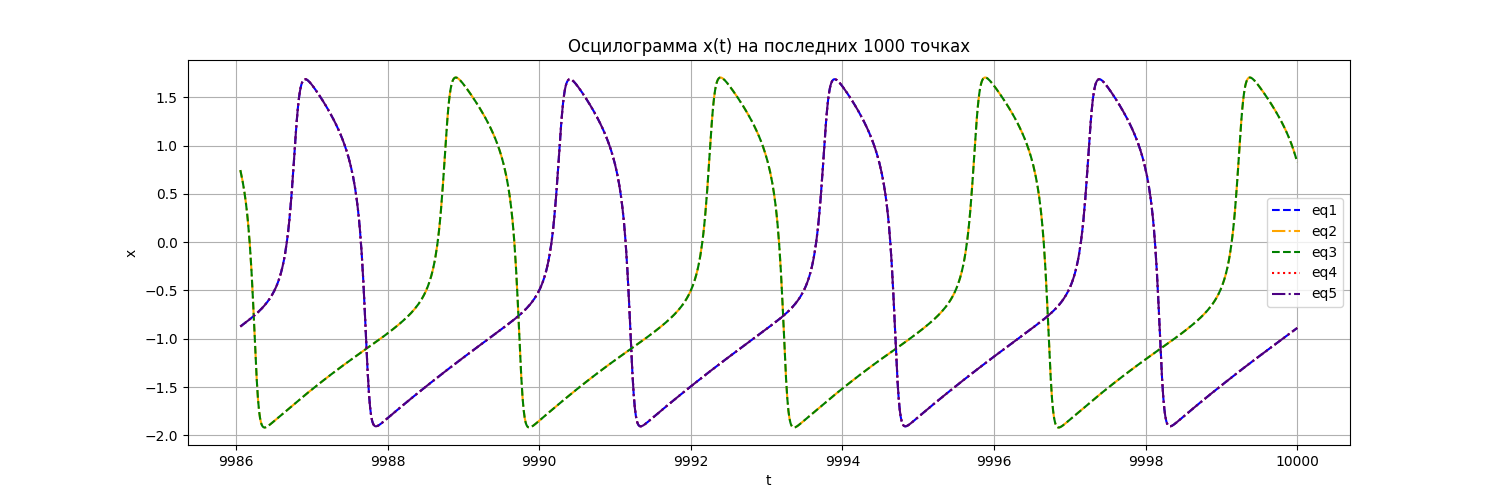 Осцилограмма x(t) на последних 1000 точках
x
1.5
1.0
0.5
0.0
−0.5
−1.0
−1.5
−2.0
eq1
eq2
eq3
eq4
eq5
9986
9988
9990
9992
9994
9996
9998
10000
t